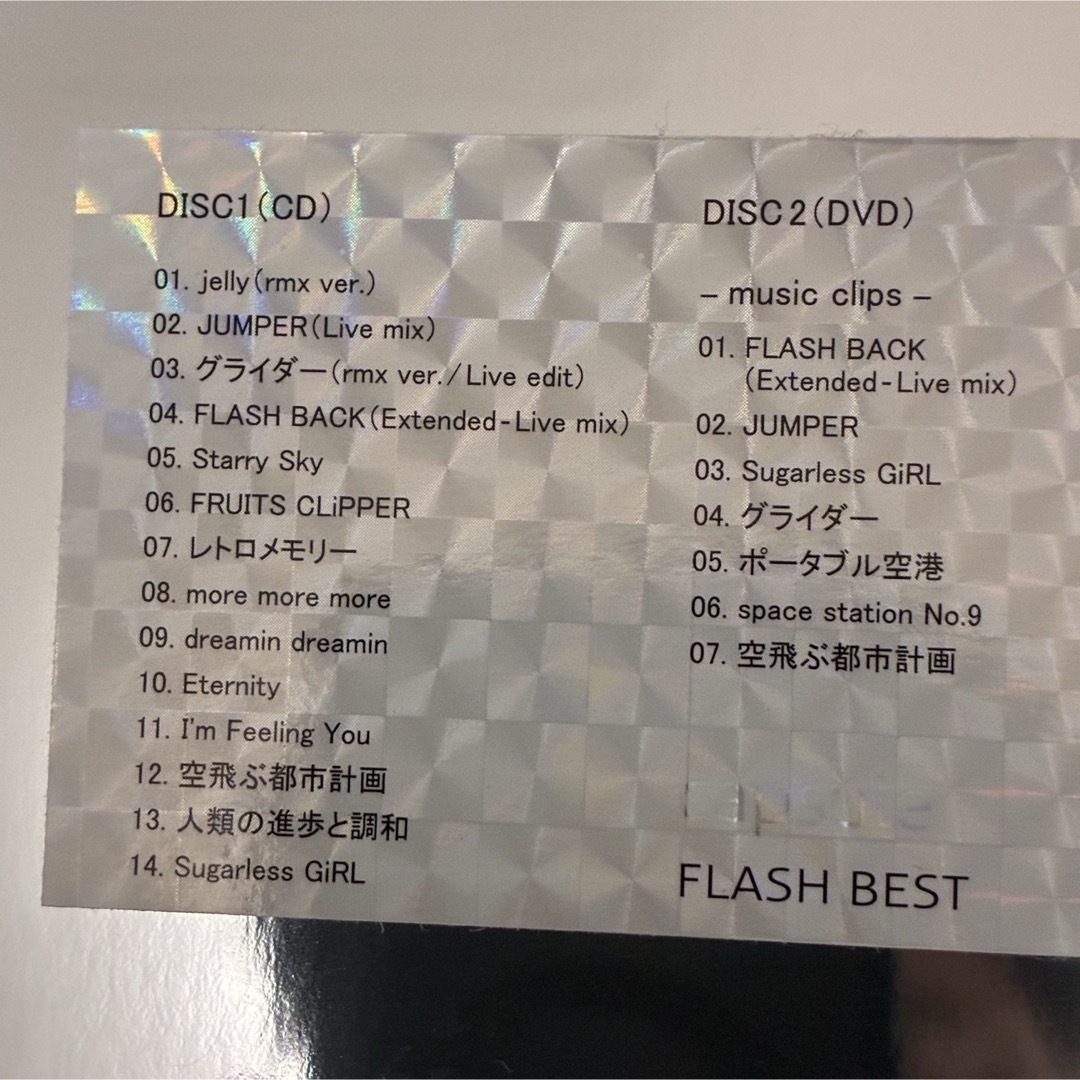 DISC1(CD)
01. jelly(rmx ver.)
02. JUMPER(Live mix)
03. グライダー(rmx ver./Live edit)
04. FLASH BACK(Extended-Live mix)
05. Starry Sky
06. FRUITS CLiPPER
07. レトロメモリー
08. more more more
09. dreamin dreamin
10. Eternity
11. I'm Feeling You
12. 空飛ぶ都市計画
13. 人類の進歩と調和
14. Sugarless GiRL
DISC2(DVD)
– music clips –
01. FLASH BACK
(Extended-Live mix)
02. JUMPER
03. Sugarless GiRL
04. グライダー
05. ポータブル空港
06. space station No.9
07. 空飛ぶ都市計画
FLASH BEST